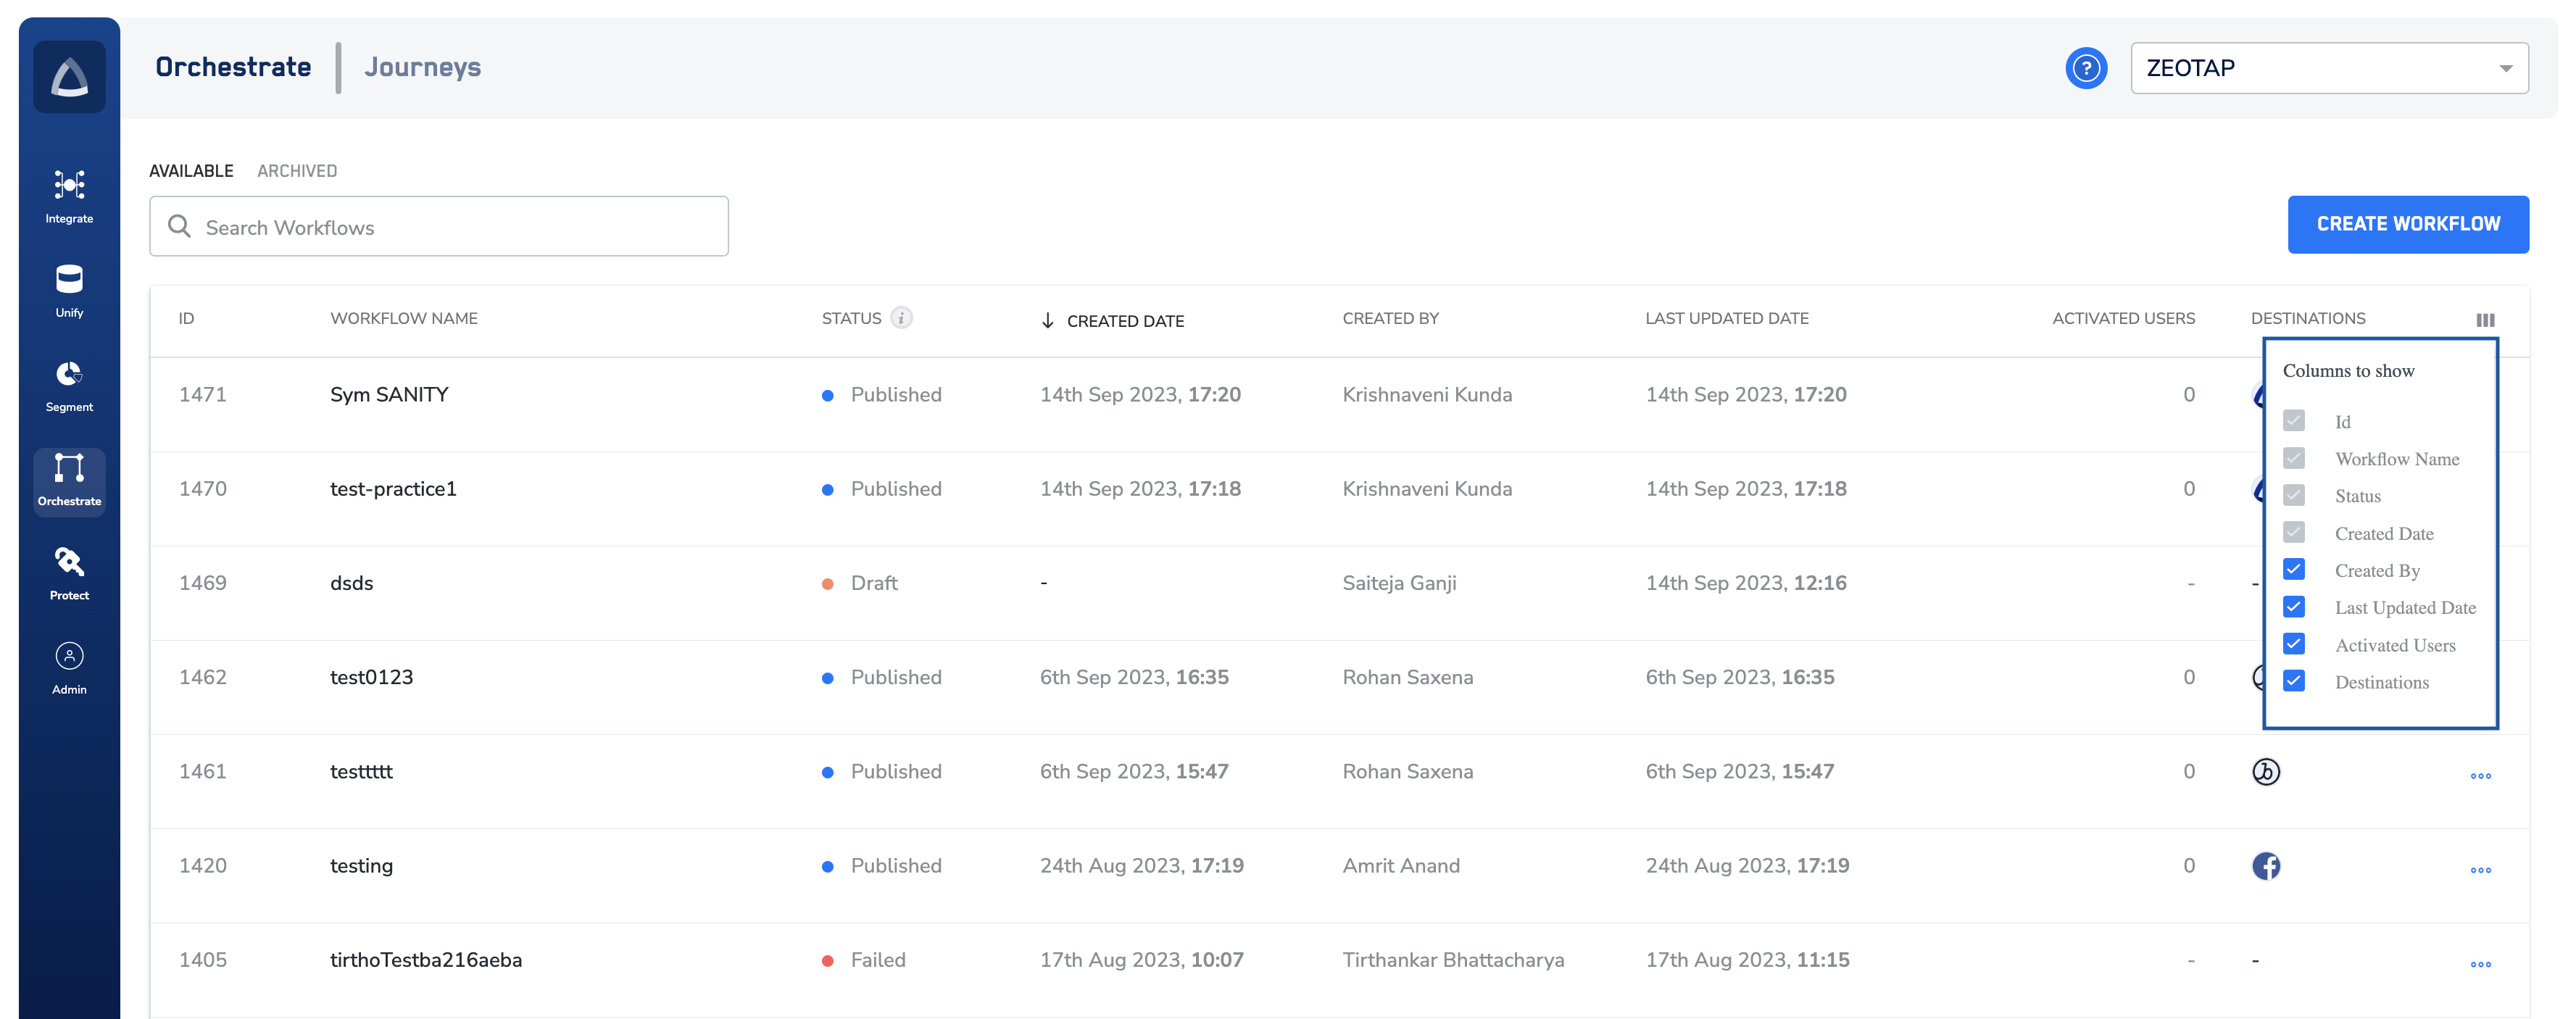 Orchestrate
Journeys
?
ZEOTAP
Integrate
Unify
Segment
Orchestrate
Protect
Admin
AVAILABLE ARCHIVED
Search Workflows
CREATE WORKFLOW
ID WORKFLOW NAME STATUS i CREATED DATE CREATED BY LAST UPDATED DATE ACTIVATED USERS DESTINATIONS
1471 Sym SANITY Published 14th Sep 2023, 17:20 Krishnaveni Kunda 14th Sep 2023, 17:20 0
1470 test-practice1 Published 14th Sep 2023, 17:18 Krishnaveni Kunda 14th Sep 2023, 17:18 0
1469 dsds Draft - Saiteja Ganji 14th Sep 2023, 12:16 - -
1462 test0123 Published 6th Sep 2023, 16:35 Rohan Saxena 6th Sep 2023, 16:35 0
1461 testtttt Published 6th Sep 2023, 15:47 Rohan Saxena 6th Sep 2023, 15:47 0 b
1420 testing Published 24th Aug 2023, 17:19 Amrit Anand 24th Aug 2023, 17:19 0 f
1405 tirthoTestba216aeba Failed 17th Aug 2023, 10:07 Tirthankar Bhattacharya 17th Aug 2023, 11:15 - -
Columns to show
Id
Workflow Name
Status
Created Date
Created By
Last Updated Date
Activated Users
Destinations